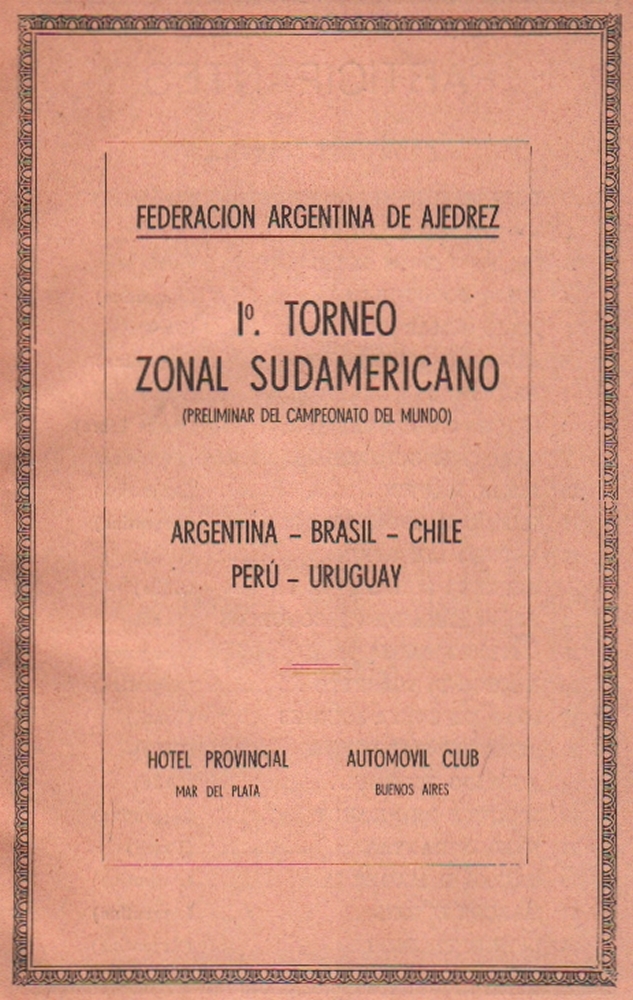 FEDERACION ARGENTINA DE AJEDREZ
Iº. TORNEO
ZONAL SUDAMERICANO
(PRELIMINAR DEL CAMPEONATO DEL MUNDO)
ARGENTINA – BRASIL – CHILE
PERÚ – URUGUAY
HOTEL PROVINCIAL
MAR DEL PLATA
AUTOMOVIL CLUB
BUENOS AIRES